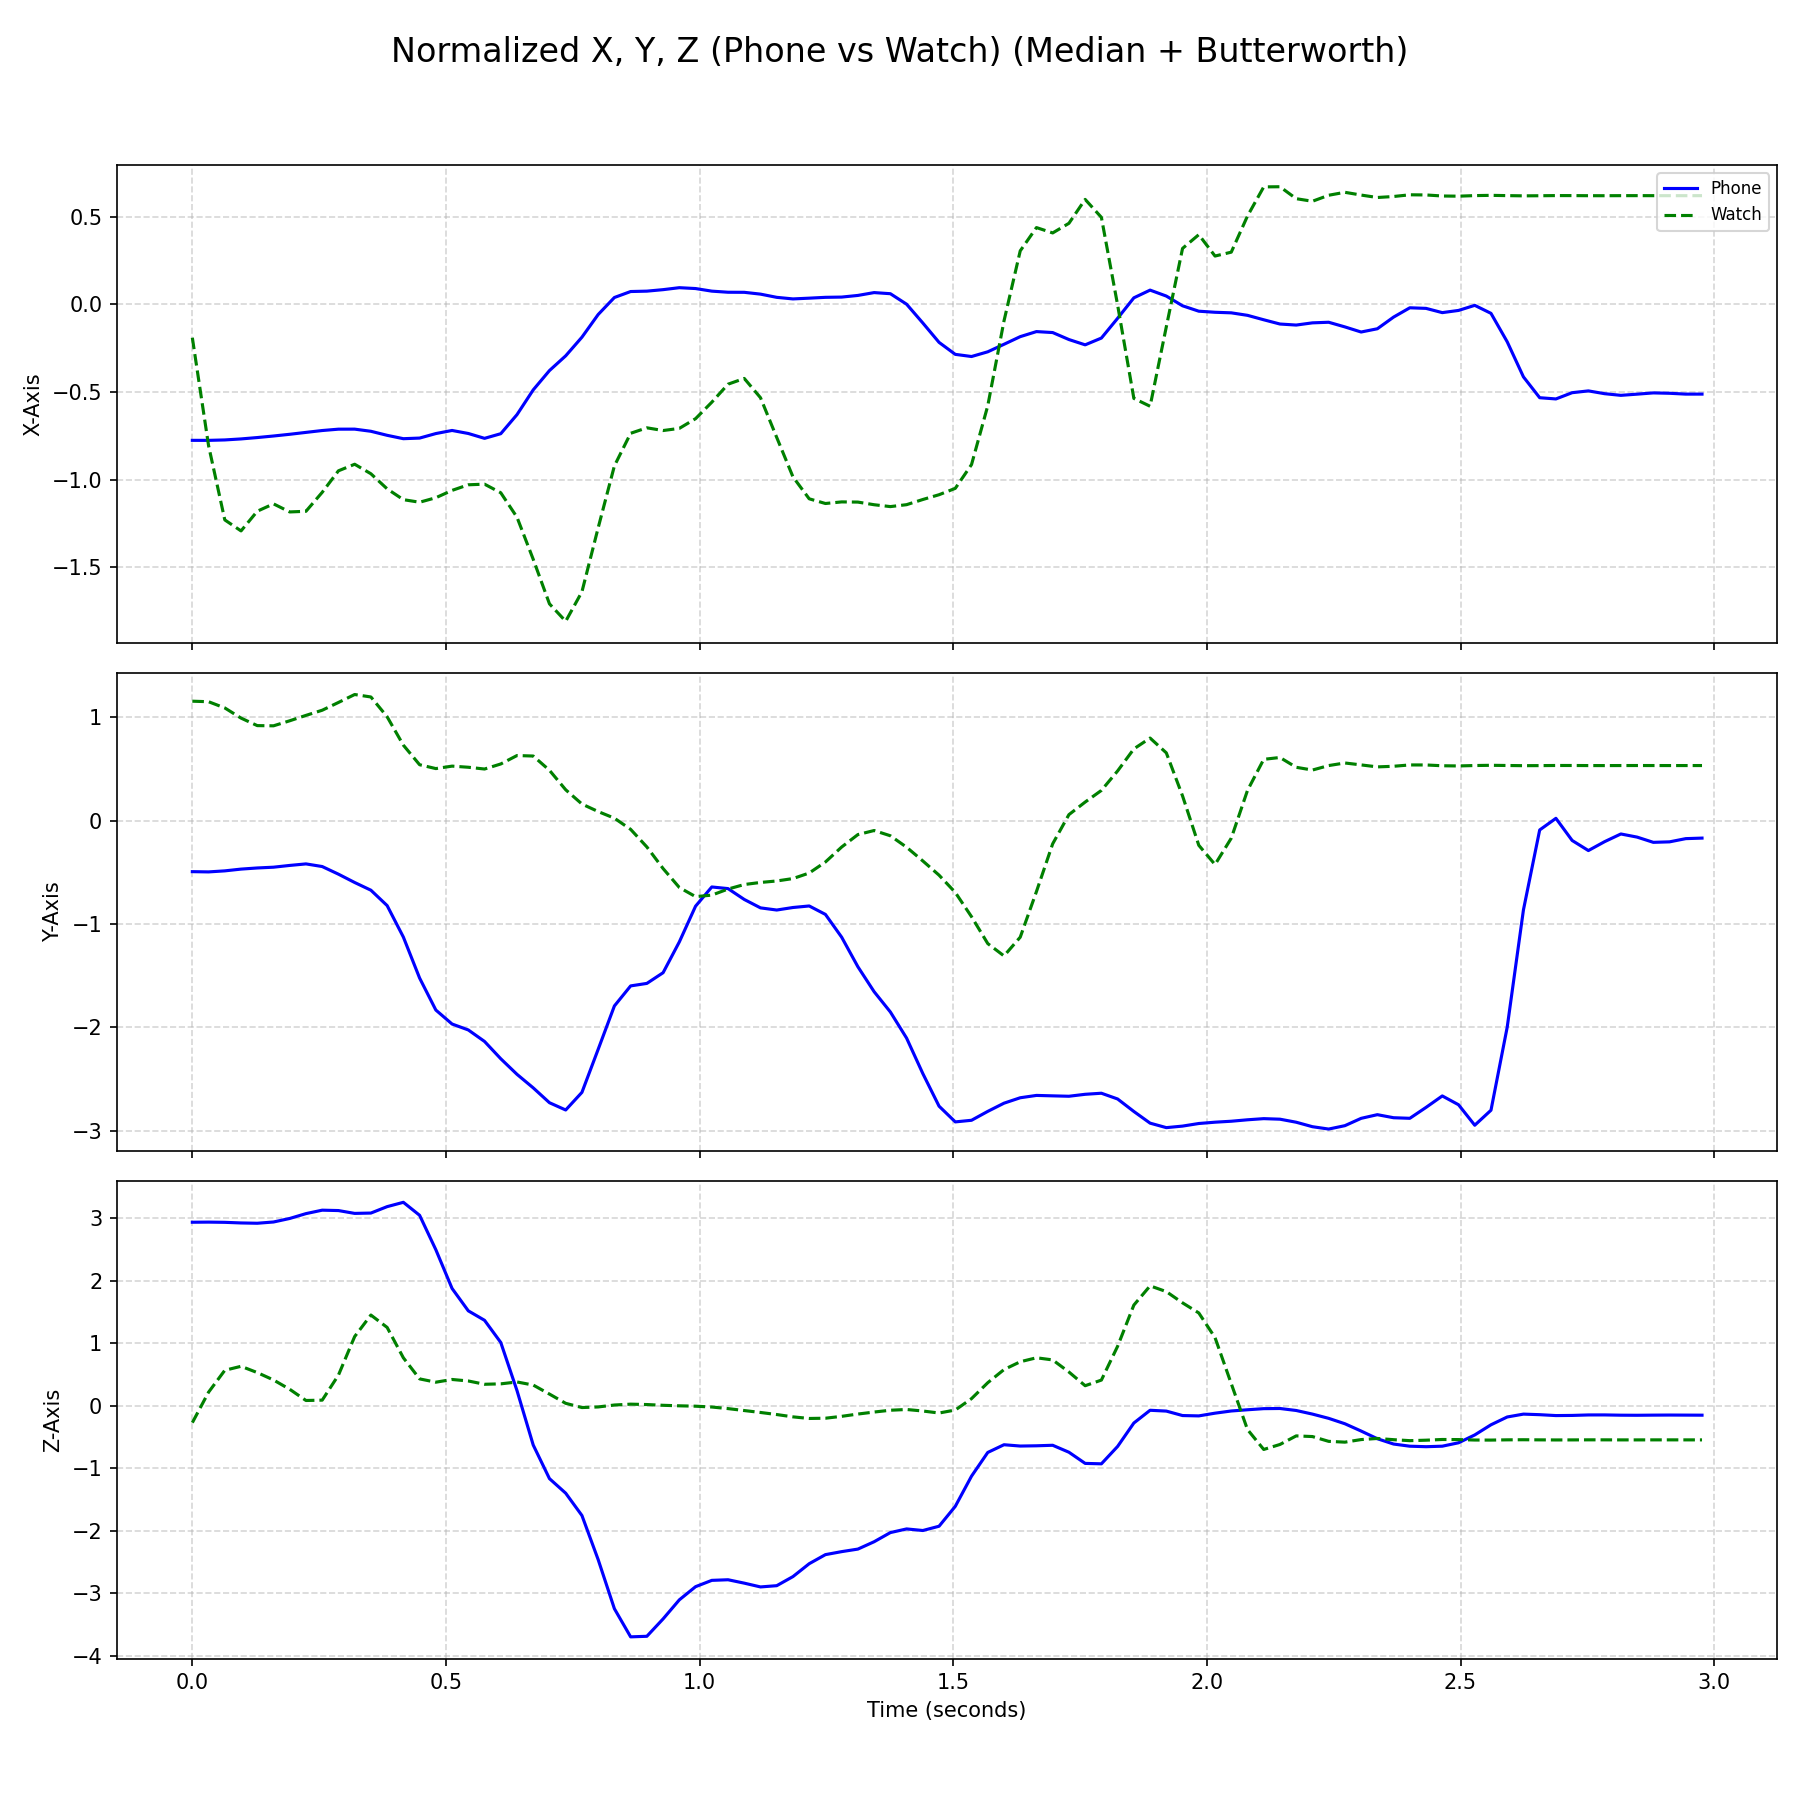 Normalized X, Y, Z (Phone vs Watch) (Median + Butterworth)
Phone
Watch
X-Axis
0.5
0.0
−0.5
−1.0
−1.5
Y-Axis
1
0
−1
−2
−3
Z-Axis
3
2
1
0
−1
−2
−3
−4
0.0 0.5 1.0 1.5 2.0 2.5 3.0
Time (seconds)